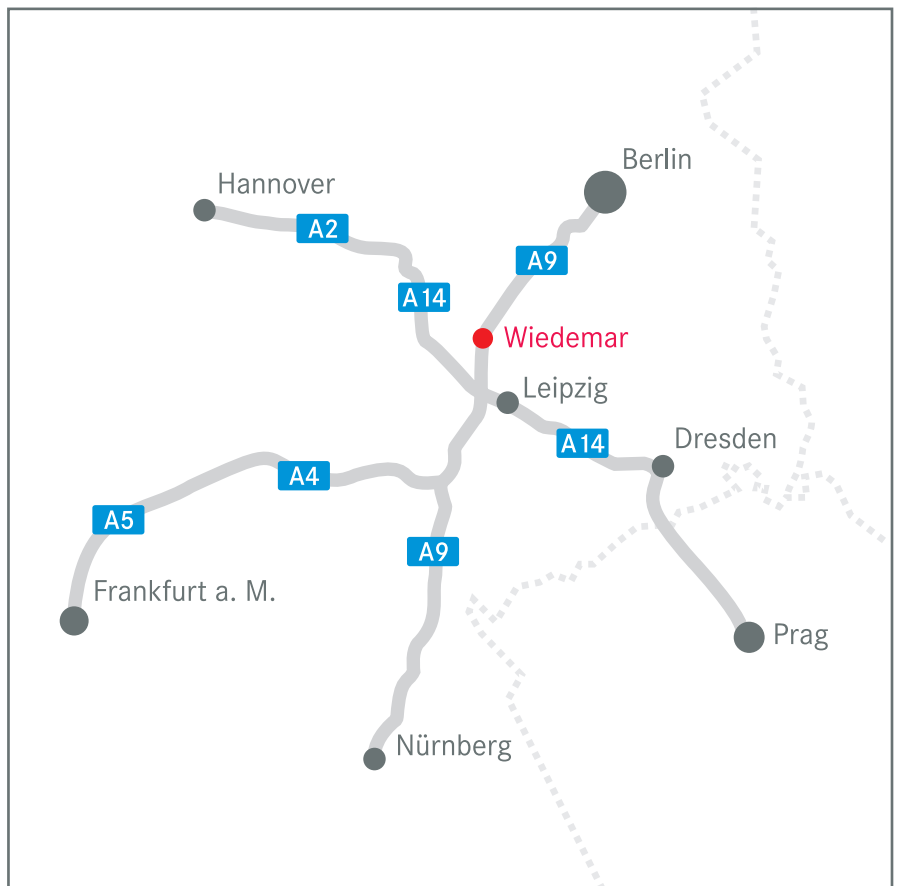 Berlin
Hannover
A2
A9
A14
Wiedemar
Leipzig
A14
Dresden
A4
A5
A9
Frankfurt a. M.
Prag
Nürnberg